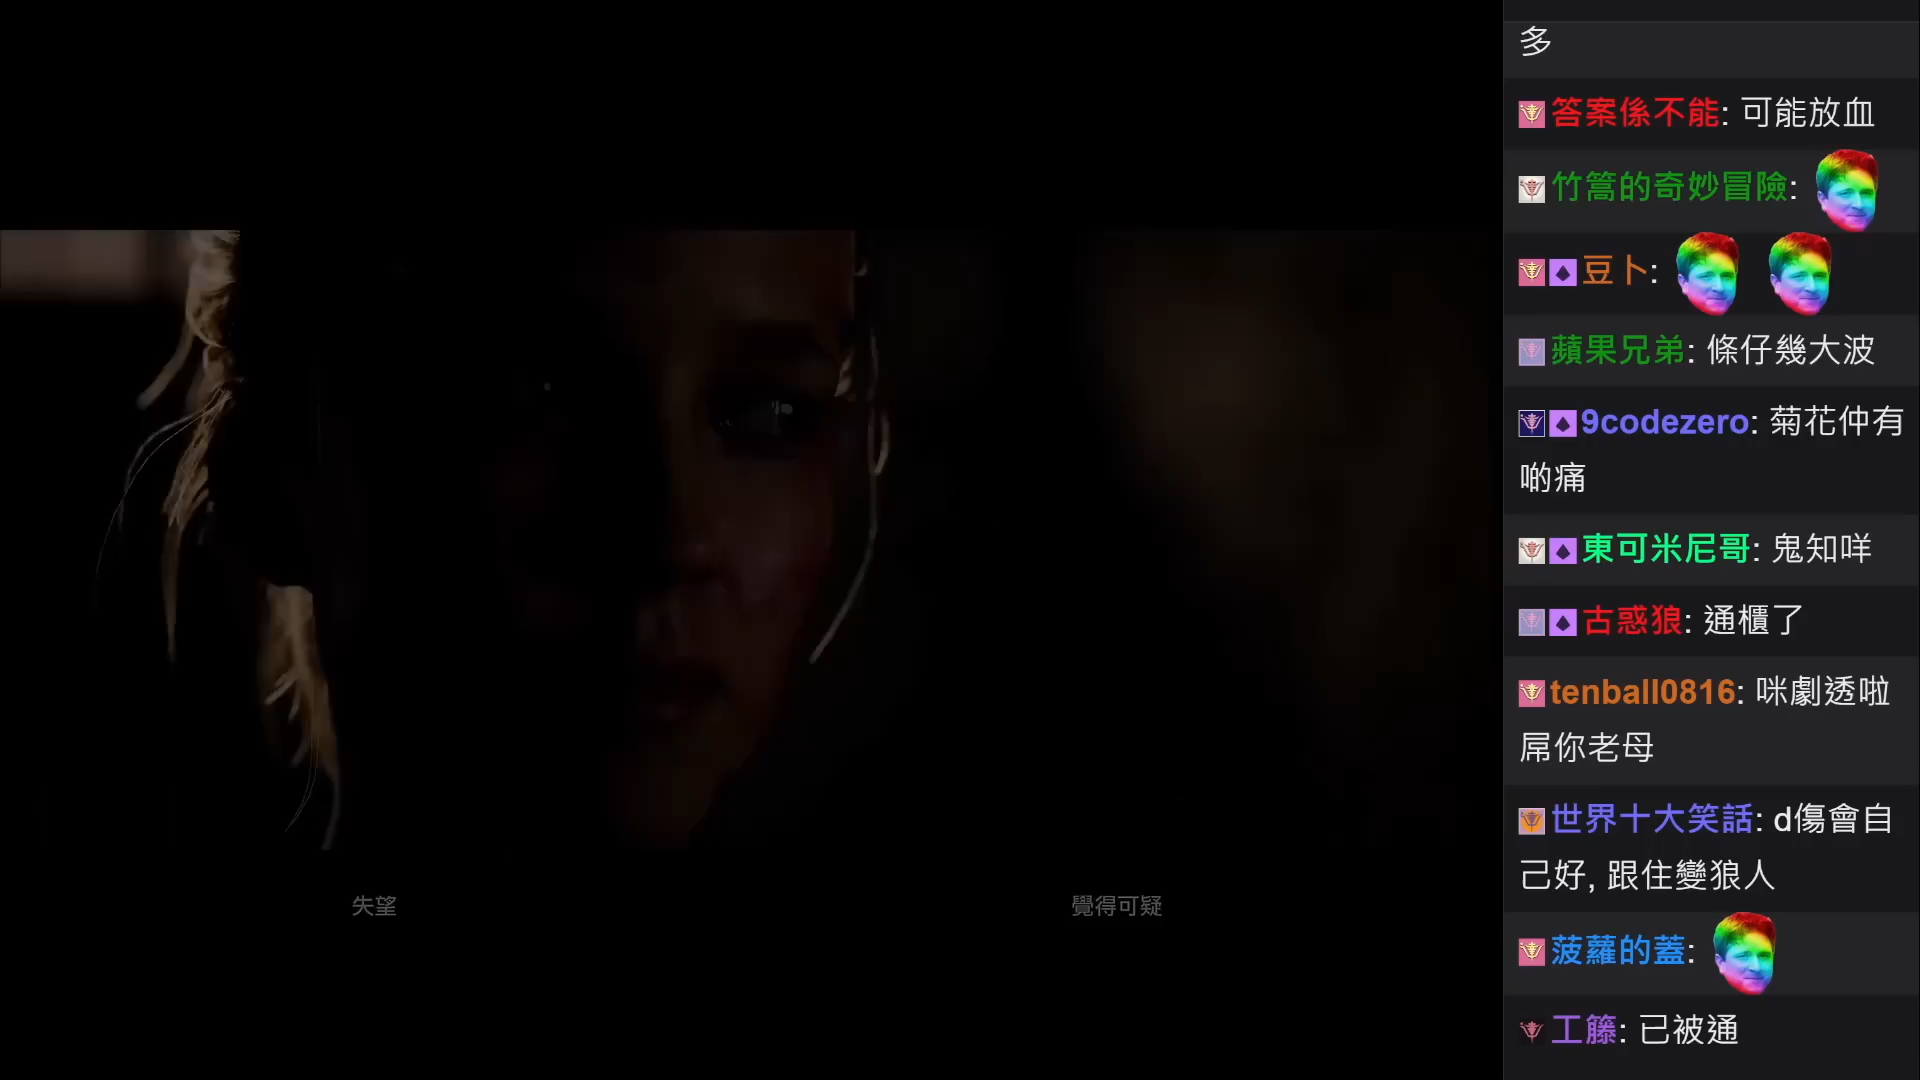 多
答案係不能: 可能放血
竹篙的奇妙冒險:
豆卜:
蘋果兄弟: 條仔幾大波
9codezero: 菊花仲有
啲痛
東可米尼哥: 鬼知咩
古惑狼: 通櫃了
tenball0816: 咪劇透啦
屌你老母
世界十大笑話: d傷會自
己好, 跟住變狼人
菠蘿的蓋:
工籐: 已被通
失望
覺得可疑